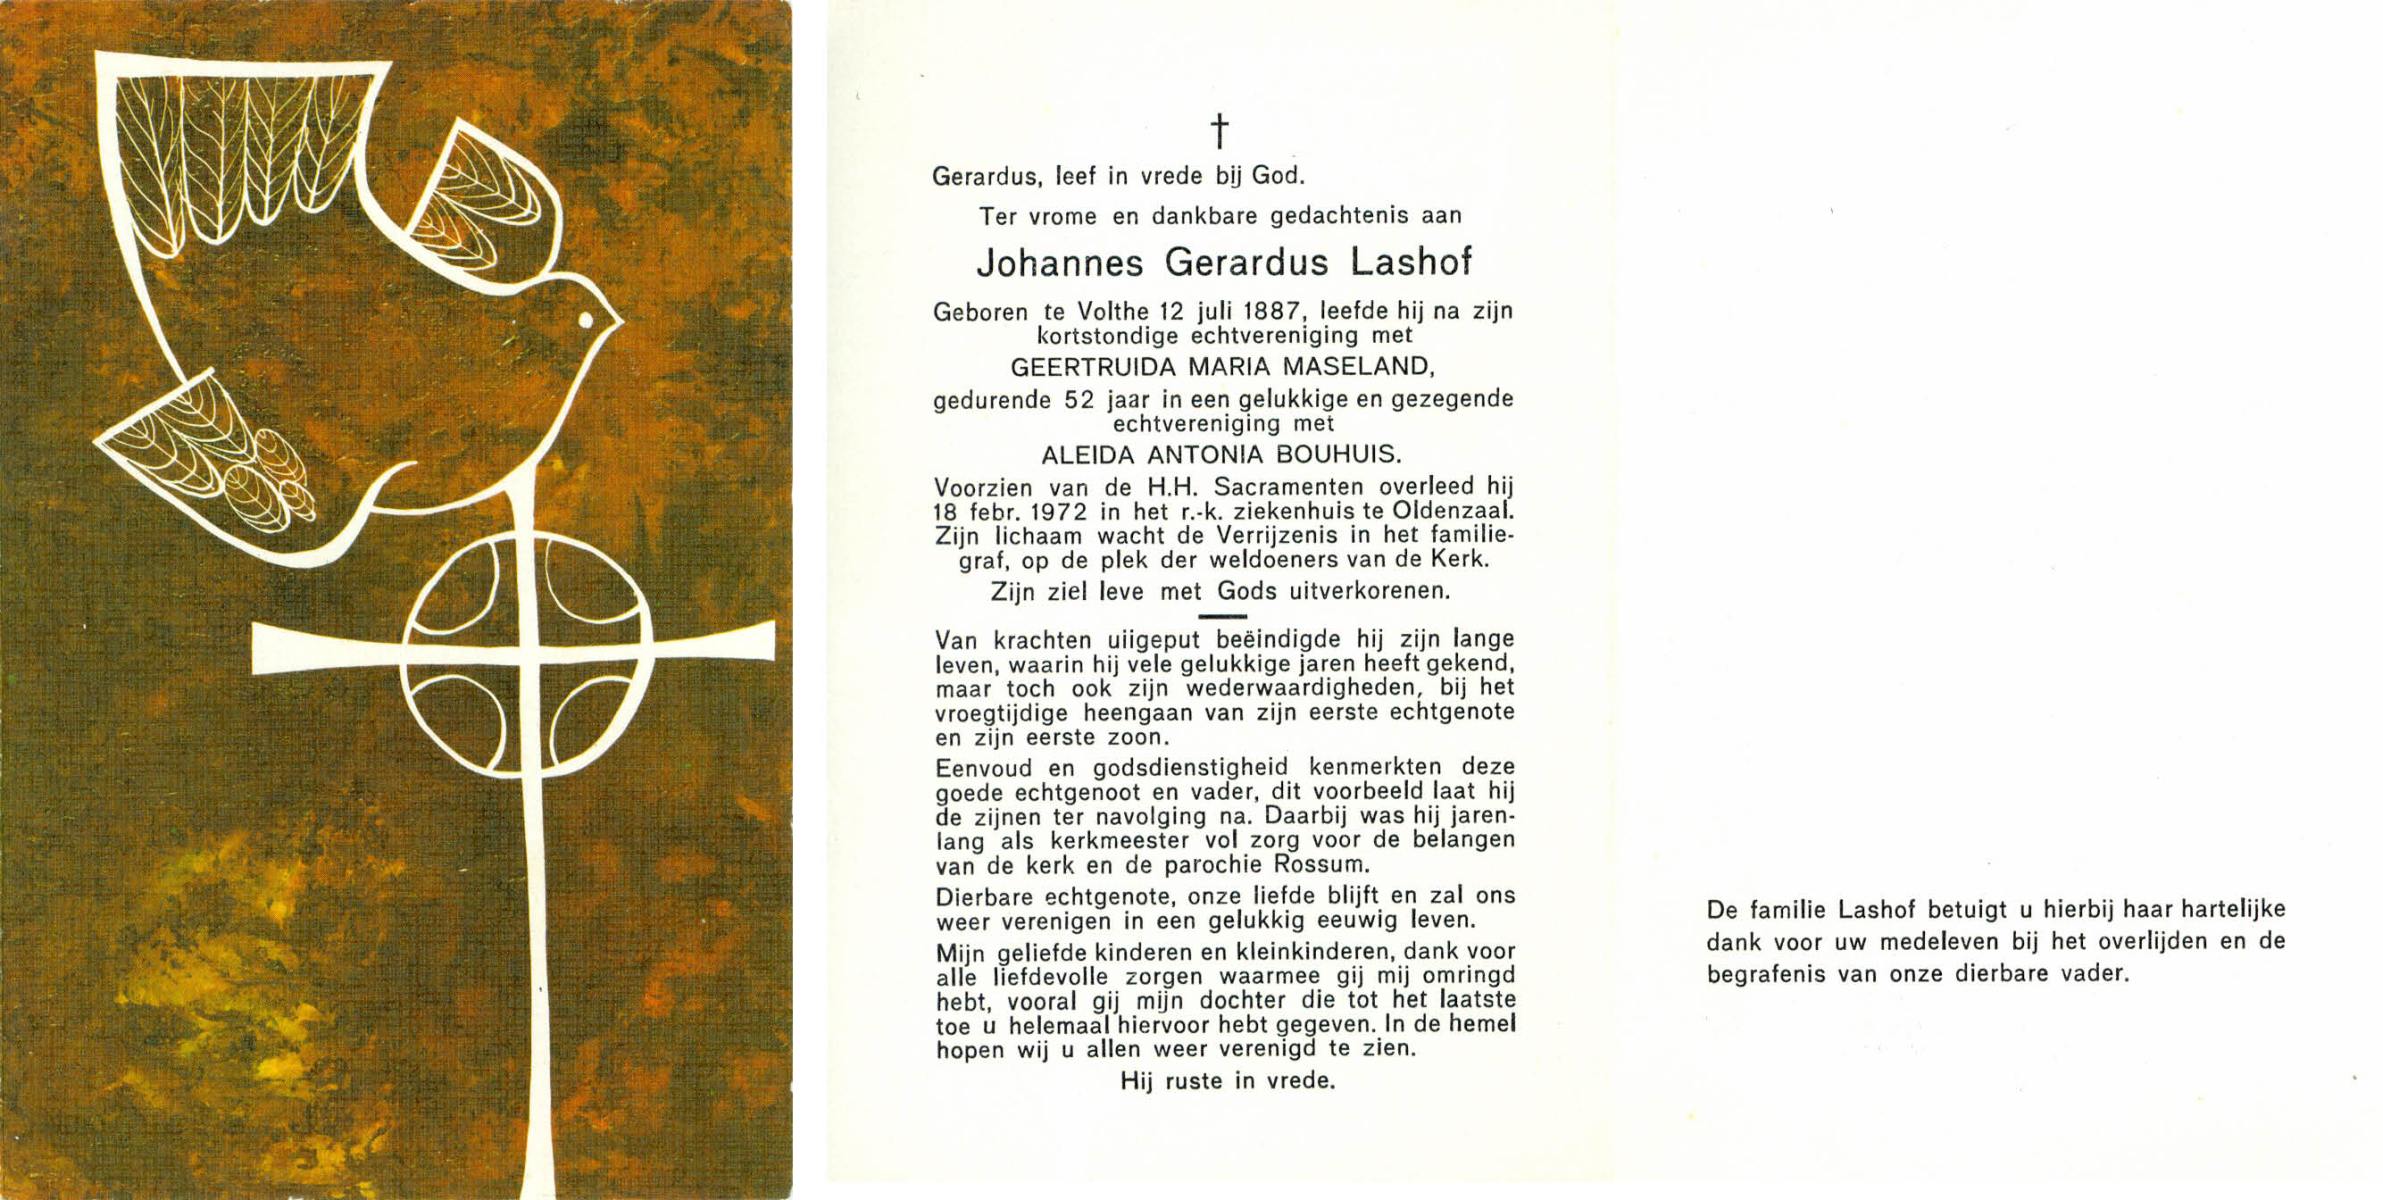 †
Gerardus, leef in vrede bij God.
Ter vrome en dankbare gedachtenis aan
Johannes Gerardus Lashof
Geboren te Volthe 12 juli 1887, leefde hij na zijn
kortstondige echtvereniging met
GEERTRUIDA MARIA MASELAND,
gedurende 52 jaar in een gelukkige en gezegende
echtvereniging met
ALEIDA ANTONIA BOUHUIS.
Voorzien van de H.H. Sacramenten overleed hij
18 febr. 1972 in het r.-k. ziekenhuis te Oldenzaal.
Zijn lichaam wacht de Verrijzenis in het familie-
graf, op de plek der weldoeners van de Kerk.
Zijn ziel leve met Gods uitverkorenen.
Van krachten uiigeput beëindigde hij zijn lange
leven, waarin hij vele gelukkige jaren heeft gekend,
maar toch ook zijn wederwaardigheden, bij het
vroegtijdige heengaan van zijn eerste echtgenote
en zijn eerste zoon.
Eenvoud en godsdienstigheid kenmerkten deze
goede echtgenoot en vader, dit voorbeeld laat hij
de zijnen ter navolging na. Daarbij was hij jaren-
lang als kerkmeester vol zorg voor de belangen
van de kerk en de parochie Rossum.
Dierbare echtgenote, onze liefde blijft en zal ons
weer verenigen in een gelukkig eeuwig leven.
Mijn geliefde kinderen en kleinkinderen, dank voor
alle liefdevolle zorgen waarmee gij mij omringd
hebt, vooral gij mijn dochter die tot het laatste
toe u helemaal hiervoor hebt gegeven. In de hemel
hopen wij u allen weer verenigd te zien.
Hij ruste in vrede.
De familie Lashof betuigt u hierbij haar hartelijke
dank voor uw medeleven bij het overlijden en de
begrafenis van onze dierbare vader.